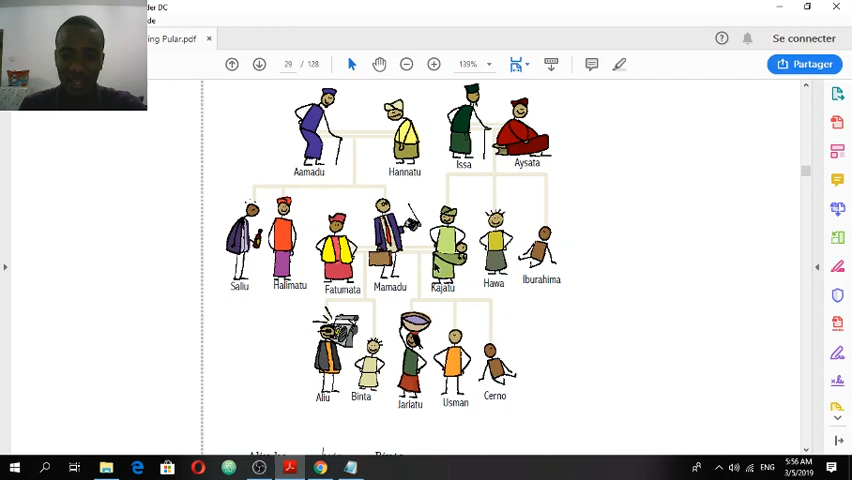 der DC
de
ing Pular.pdf
Se connecter
29 / 128
139%
Partager
Aamadu
Hannatu
Issa
Aysata
Sallu
Halimatu
Fatumata
Mamadu
Kajatu
Hawa
Iburahima
Aliu
Binta
Jariatu
Usman
Cerno
ENG
5:56 AM
3/5/2019